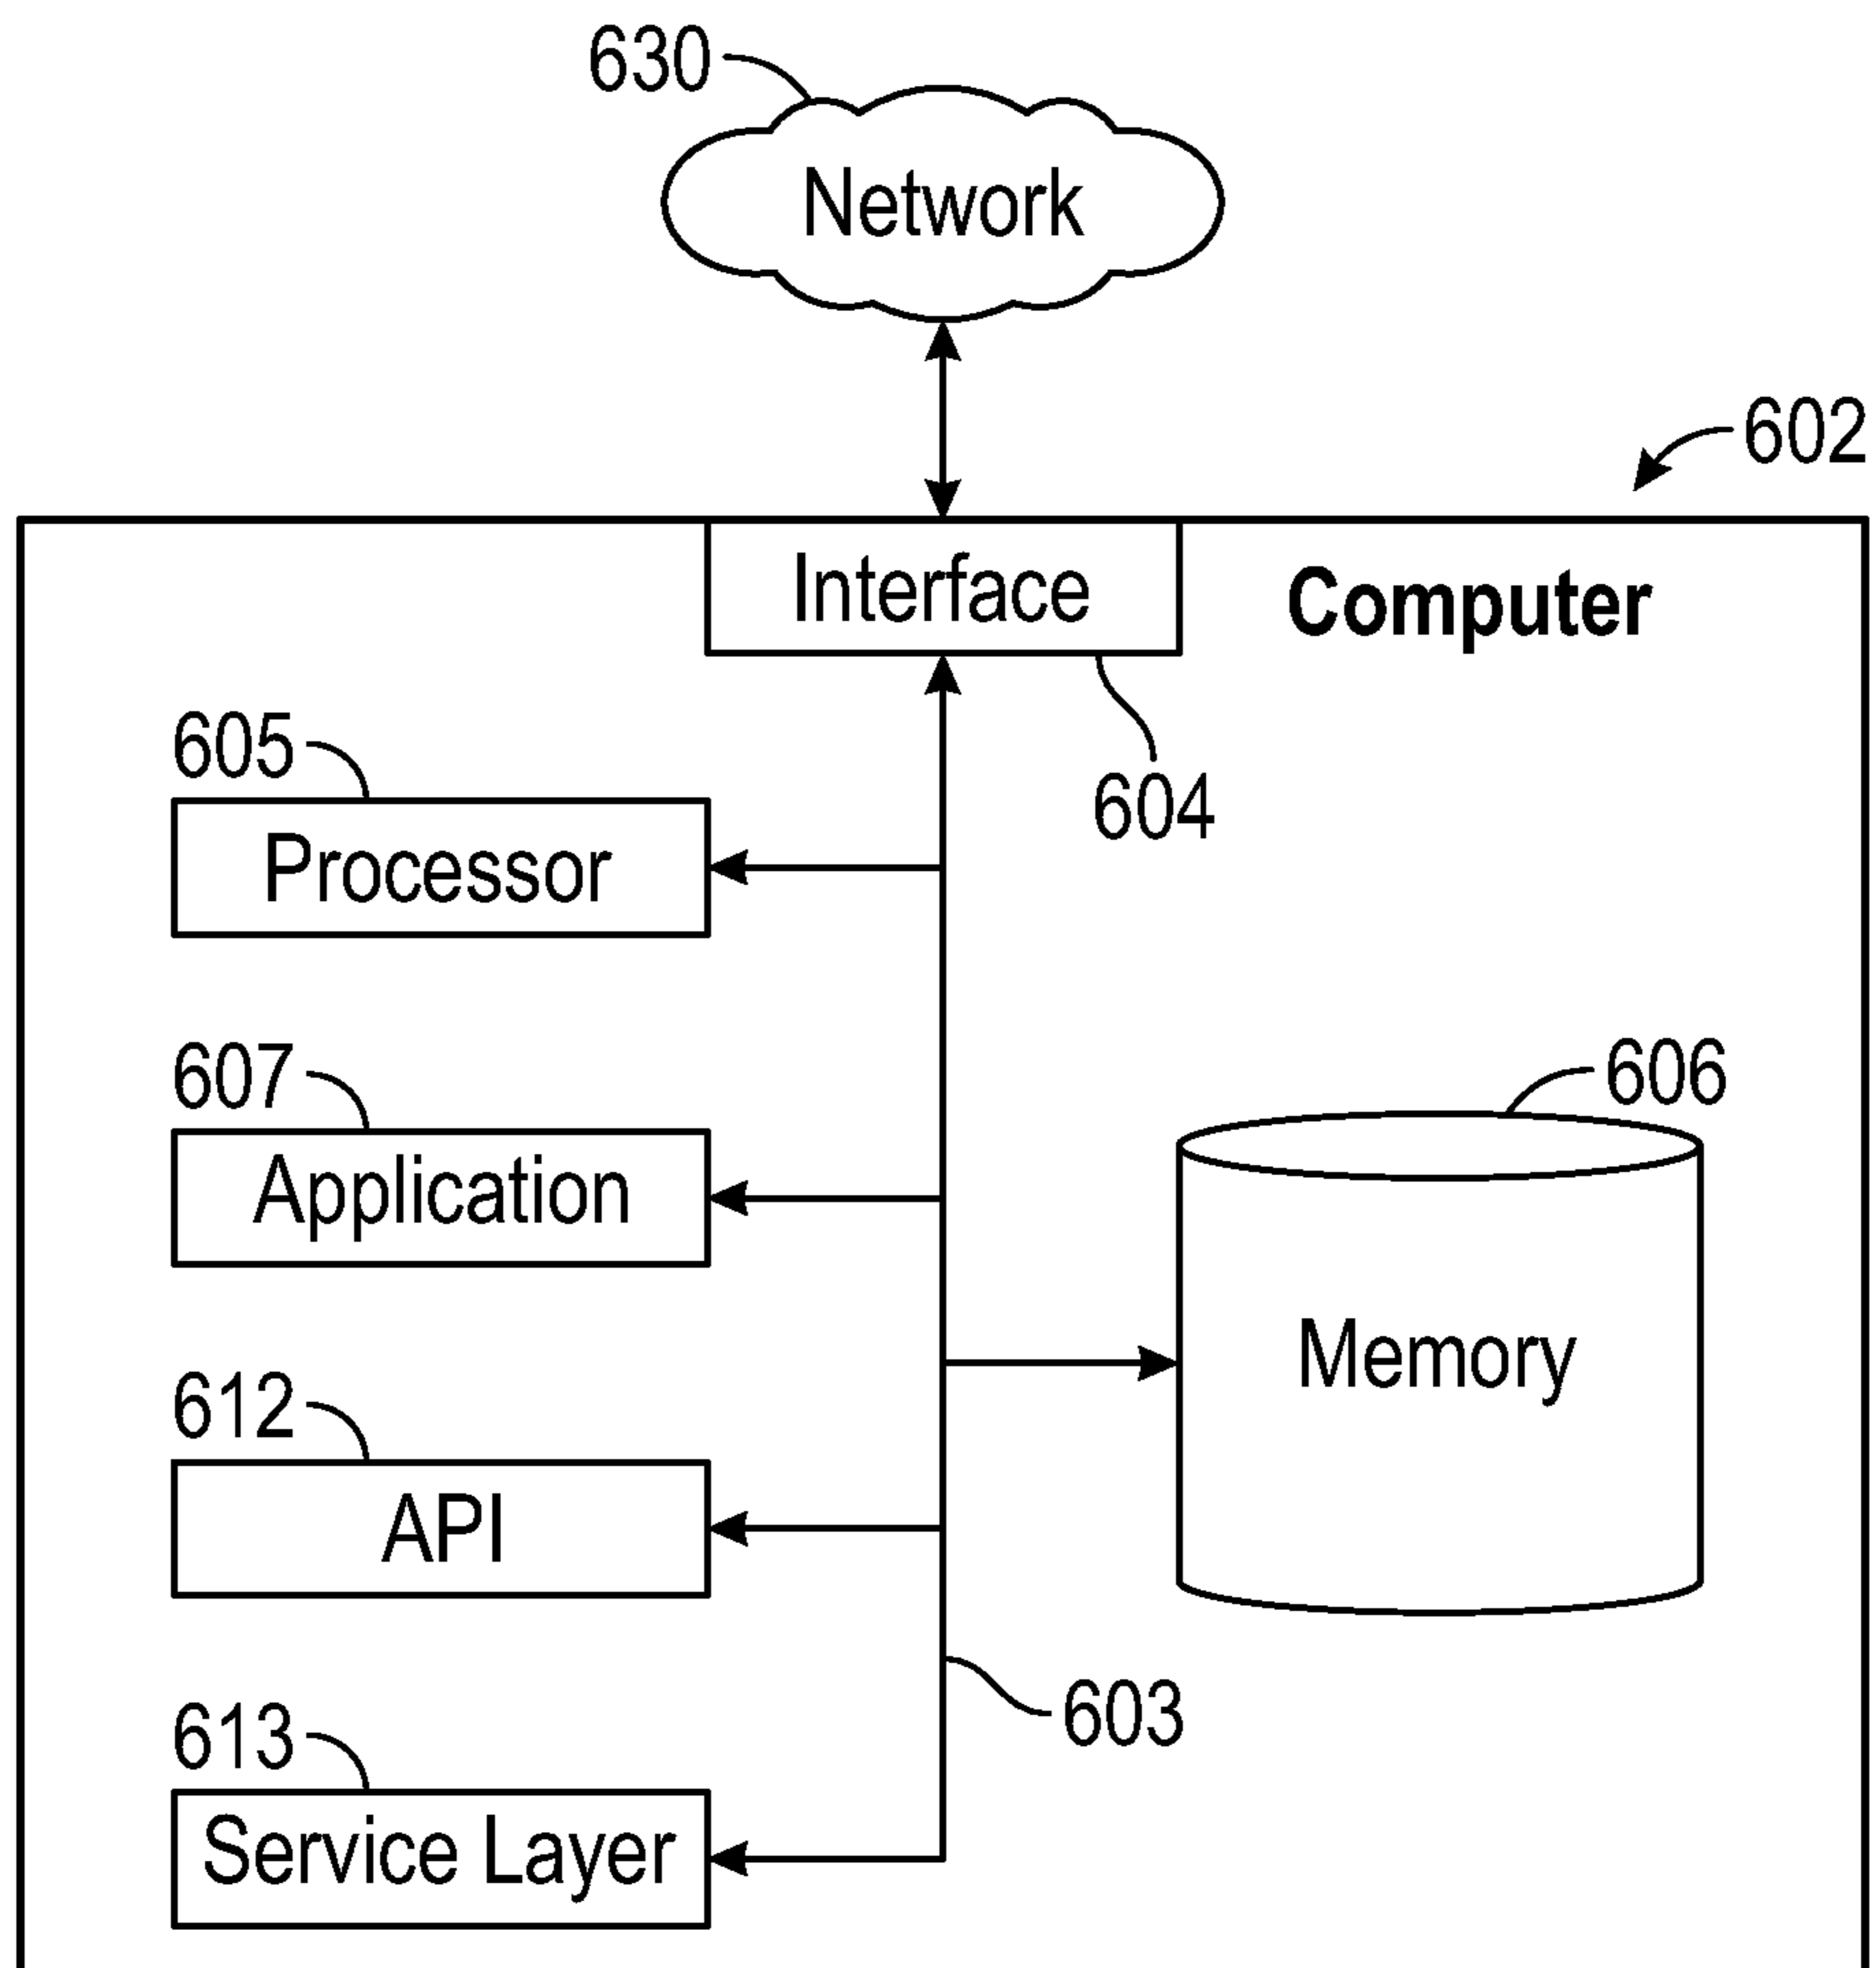 630
Network
602
Interface
Computer
605
604
Processor
607
606
Application
Memory
612
API
603
613
Service Layer